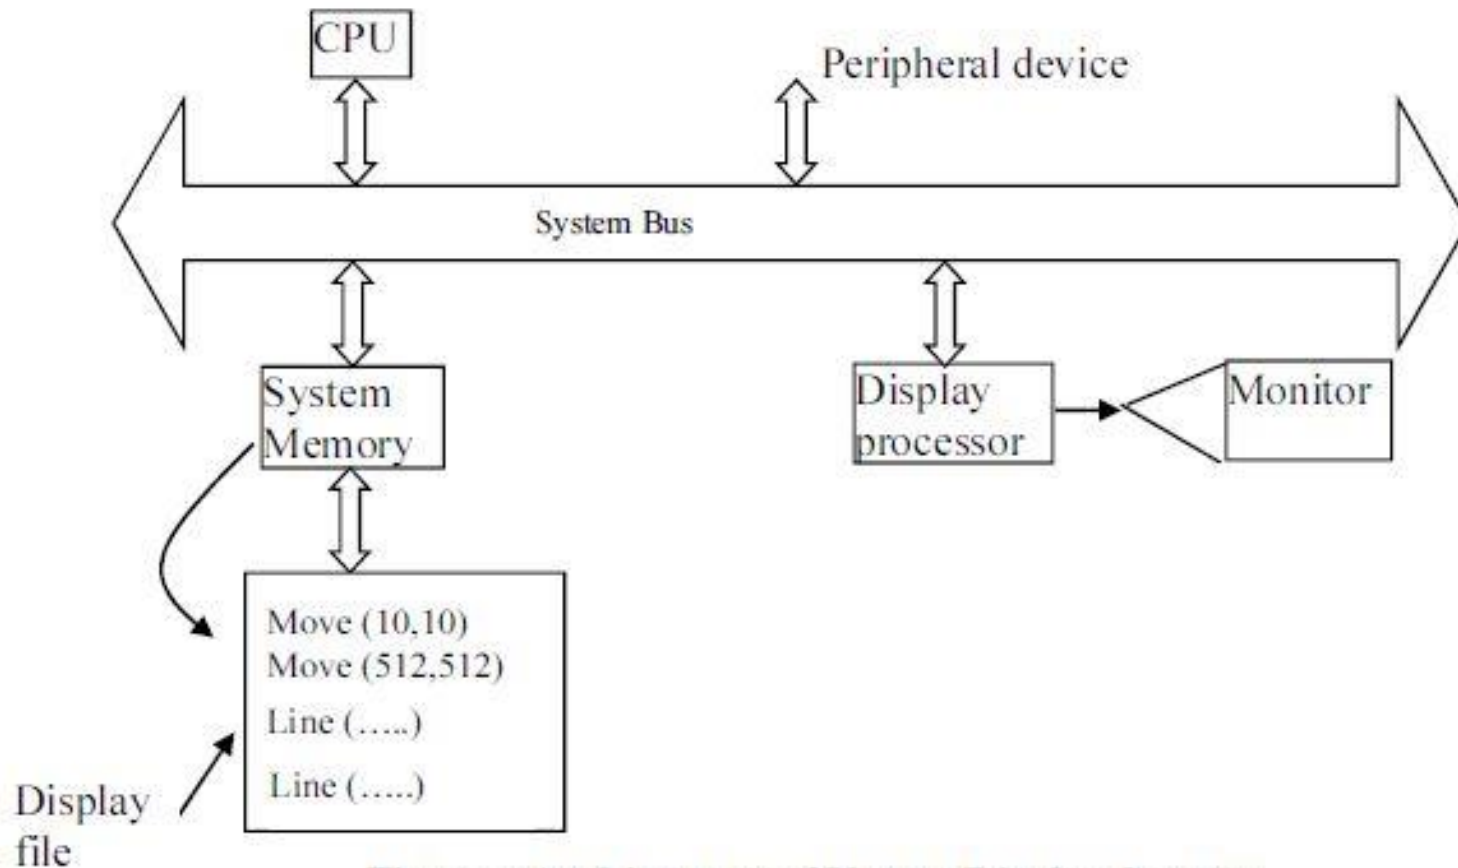 CPU
Peripheral device
System Bus
System
Memory
Display
processor
Monitor
Move (10,10)
Move (512,512)
Line (…..)
Line (…..)
Display
file